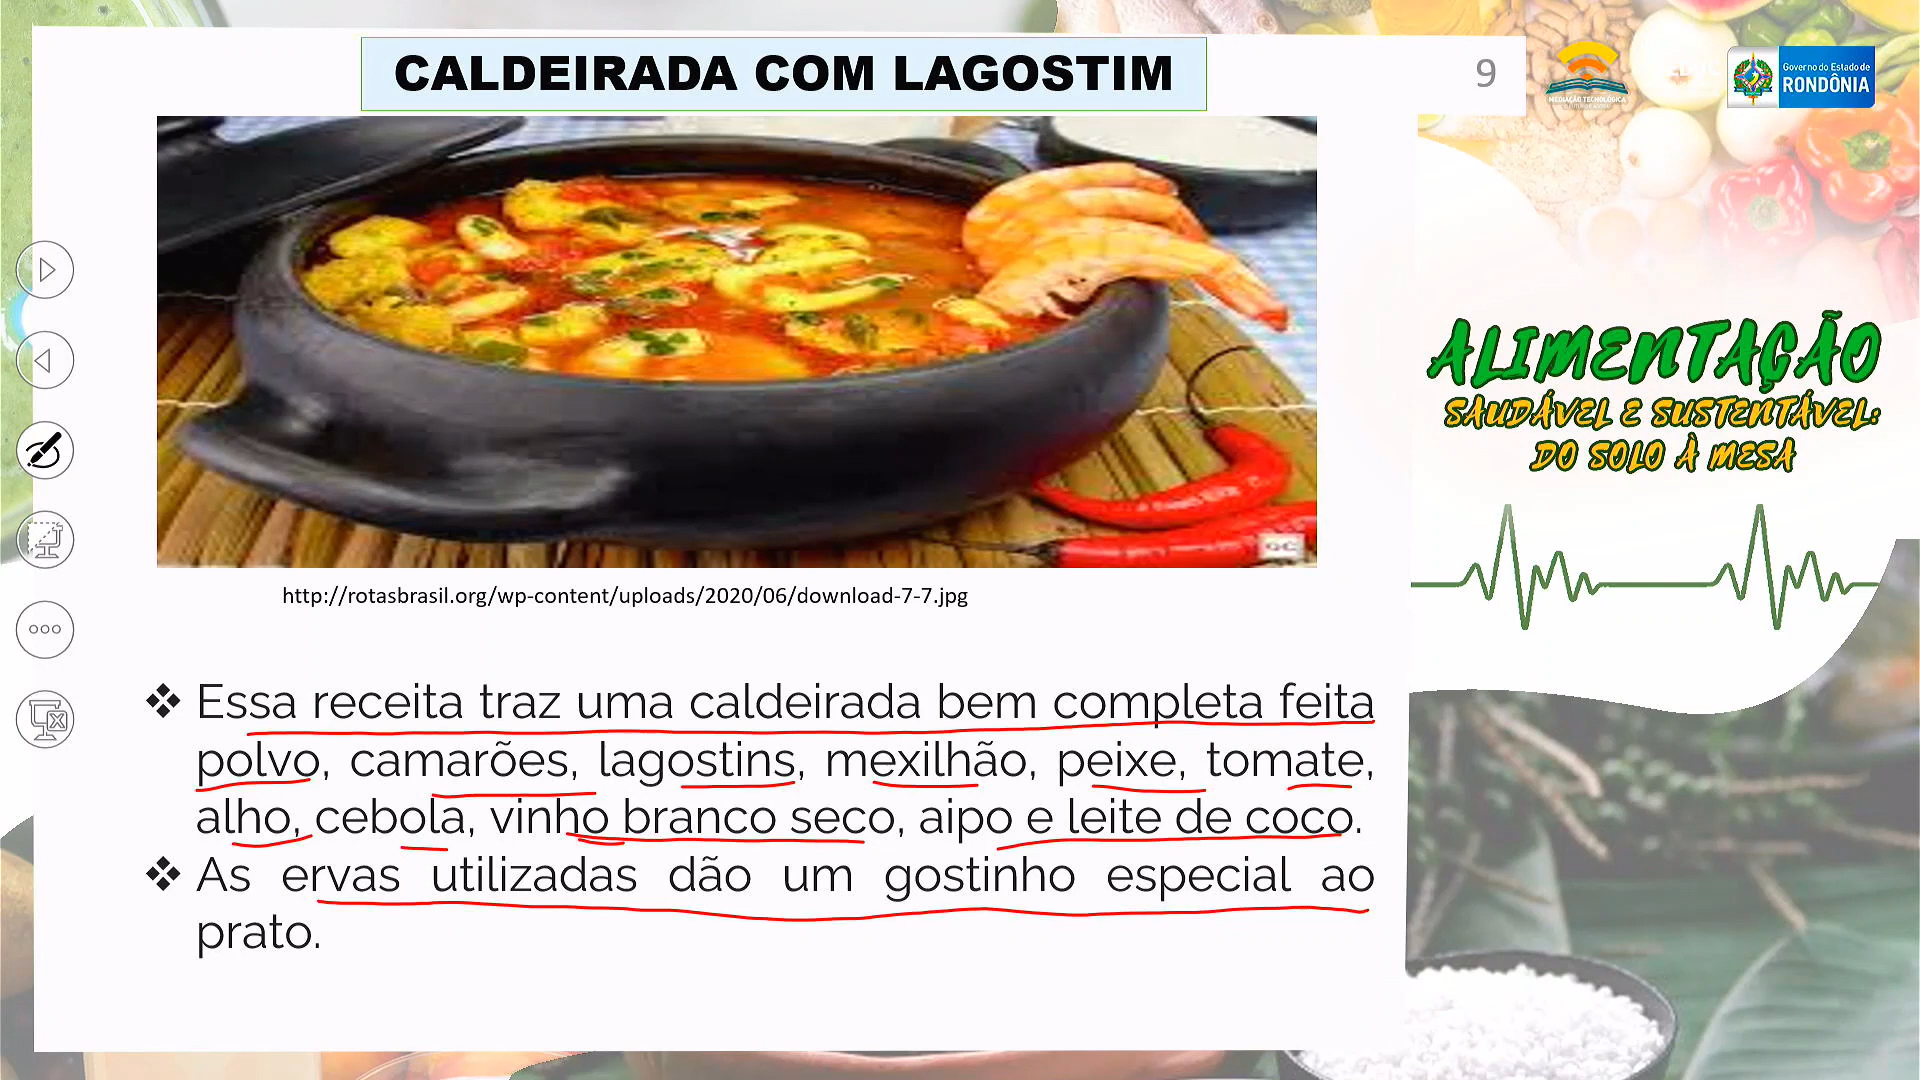 CALDEIRADA COM LAGOSTIM
9
MEDIAÇÃO TECNOLÓGICA
Governo do Estado de
RONDÔNIA
GC
http://rotasbrasil.org/wp-content/uploads/2020/06/download-7-7.jpg
ALIMENTAÇÃO
SAUDÁVEL E SUSTENTÁVEL:
DO SOLO À MESA
❖ Essa receita traz uma caldeirada bem completa feita
polvo, camarões, lagostins, mexilhão, peixe, tomate,
alho, cebola, vinho branco seco, aipo e leite de coco.
❖ As ervas utilizadas dão um gostinho especial ao
prato.